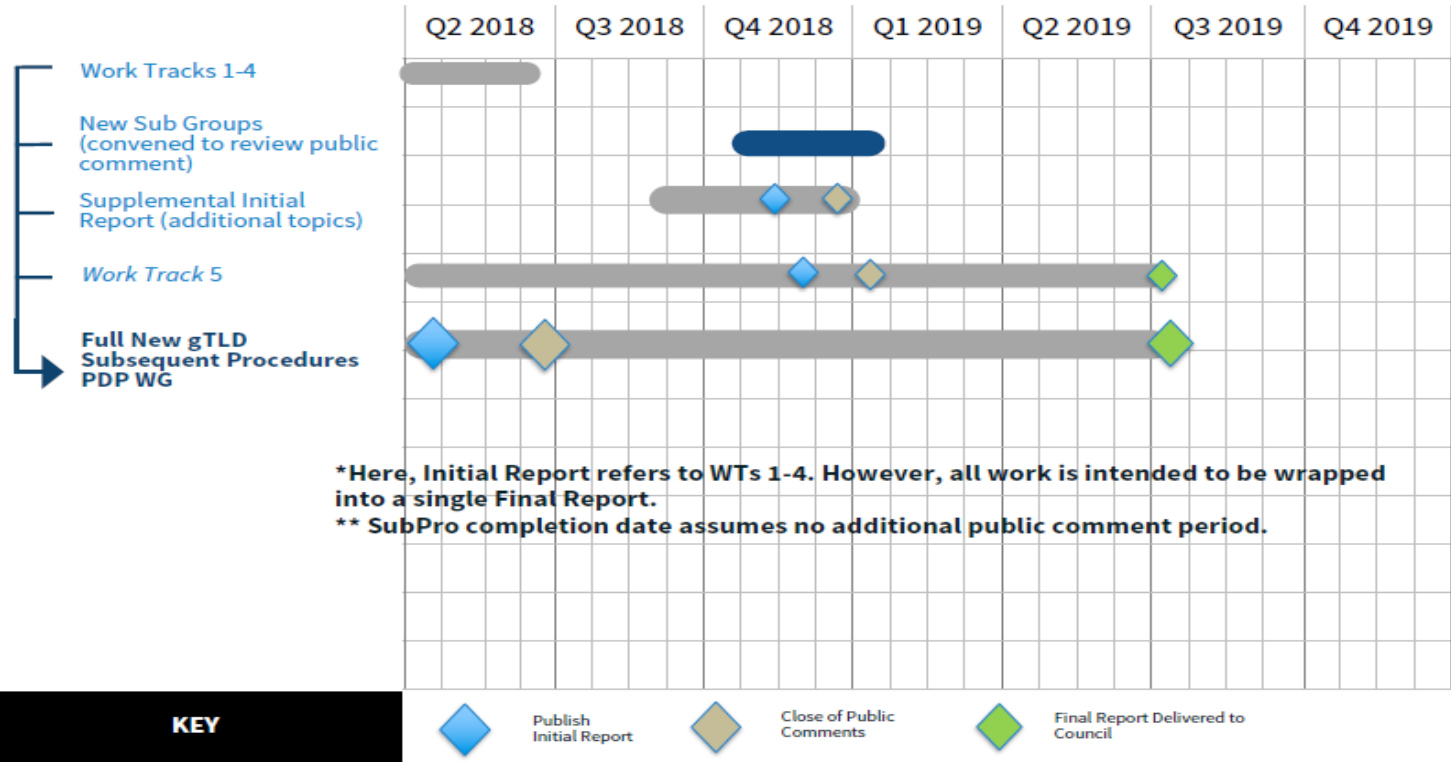 Q2 2018 Q3 2018 Q4 2018 Q1 2019 Q2 2019 Q3 2019 Q4 2019
Work Tracks 1-4
New Sub Groups
(convened to review public
comment)
Supplemental Initial
Report (additional topics)
Work Track 5
Full New gTLD
Subsequent Procedures
PDP WG
*Here, Initial Report refers to WTs 1-4. However, all work is intended to be wrapped
into a single Final Report.
** SubPro completion date assumes no additional public comment period.
KEY
Publish
Initial Report
Close of Public
Comments
Final Report Delivered to
Council